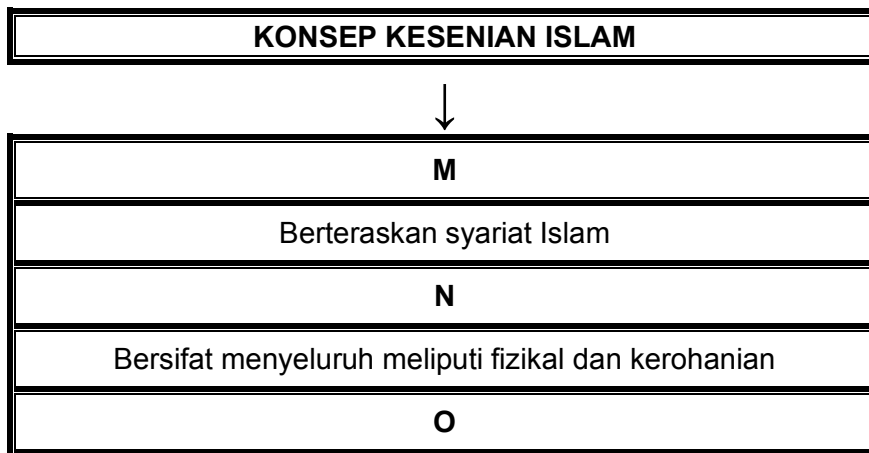 KONSEP KESENIAN ISLAM
↓
M
Berteraskan syariat Islam
N
Bersifat menyeluruh meliputi fizikal dan kerohanian
O